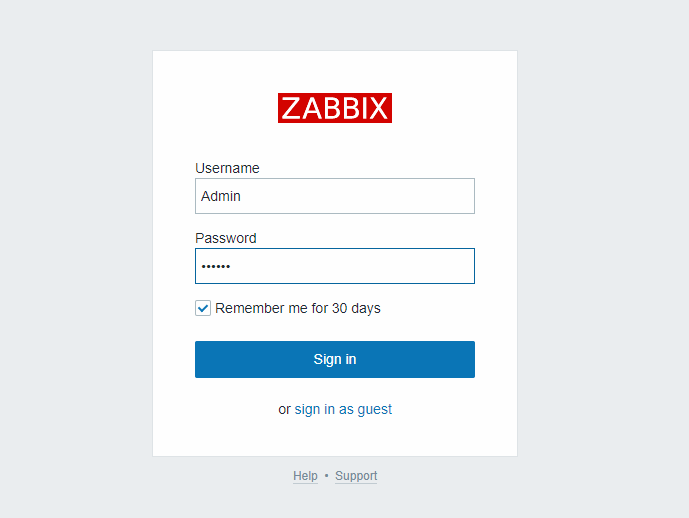 ZABBIX
Username
Admin
Password
••••••
Remember me for 30 days
Sign in
or sign in as guest
Help • Support